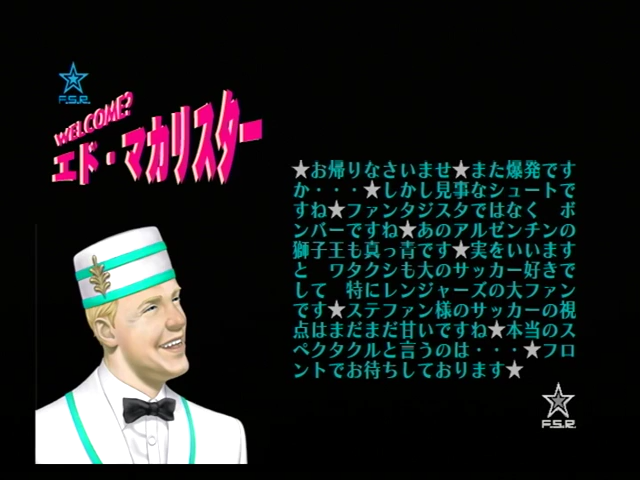 F.S.R.
WELCOME?
エド・マカリスター
★お帰りなさいませ★また爆発です
か・・・★しかし見事なシュートで
すね★ファンタジスタではなく　ボ
ンバーですね★あのアルゼンチンの
獅子王も真っ青です★実をいいます
と　ワタクシも大のサッカー好きで
して　特にレンジャーズの大ファン
です★ステファン様のサッカーの視
点はまだまだ甘いですね★本当のス
ペクタクルと言うのは・・・★フロ
ントでお待ちしております★
F.S.R.